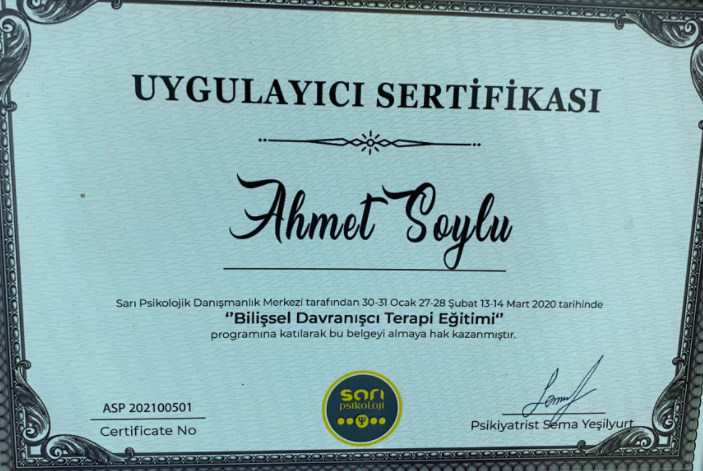 UYGULAYICI SERTİFİKASI
Ahmet Soylu
Sarı Psikolojik Danışmanlık Merkezi tarafından 30-31 Ocak 27-28 Şubat 13-14 Mart 2020 tarihinde
‘‘Bilişsel Davranışcı Terapi Eğitimi‘‘
programına katılarak bu belgeyi almaya hak kazanmıştır.
ASP 202100501
Certificate No
sarı
psikoloji
Psikiyatrist Sema Yeşilyurt